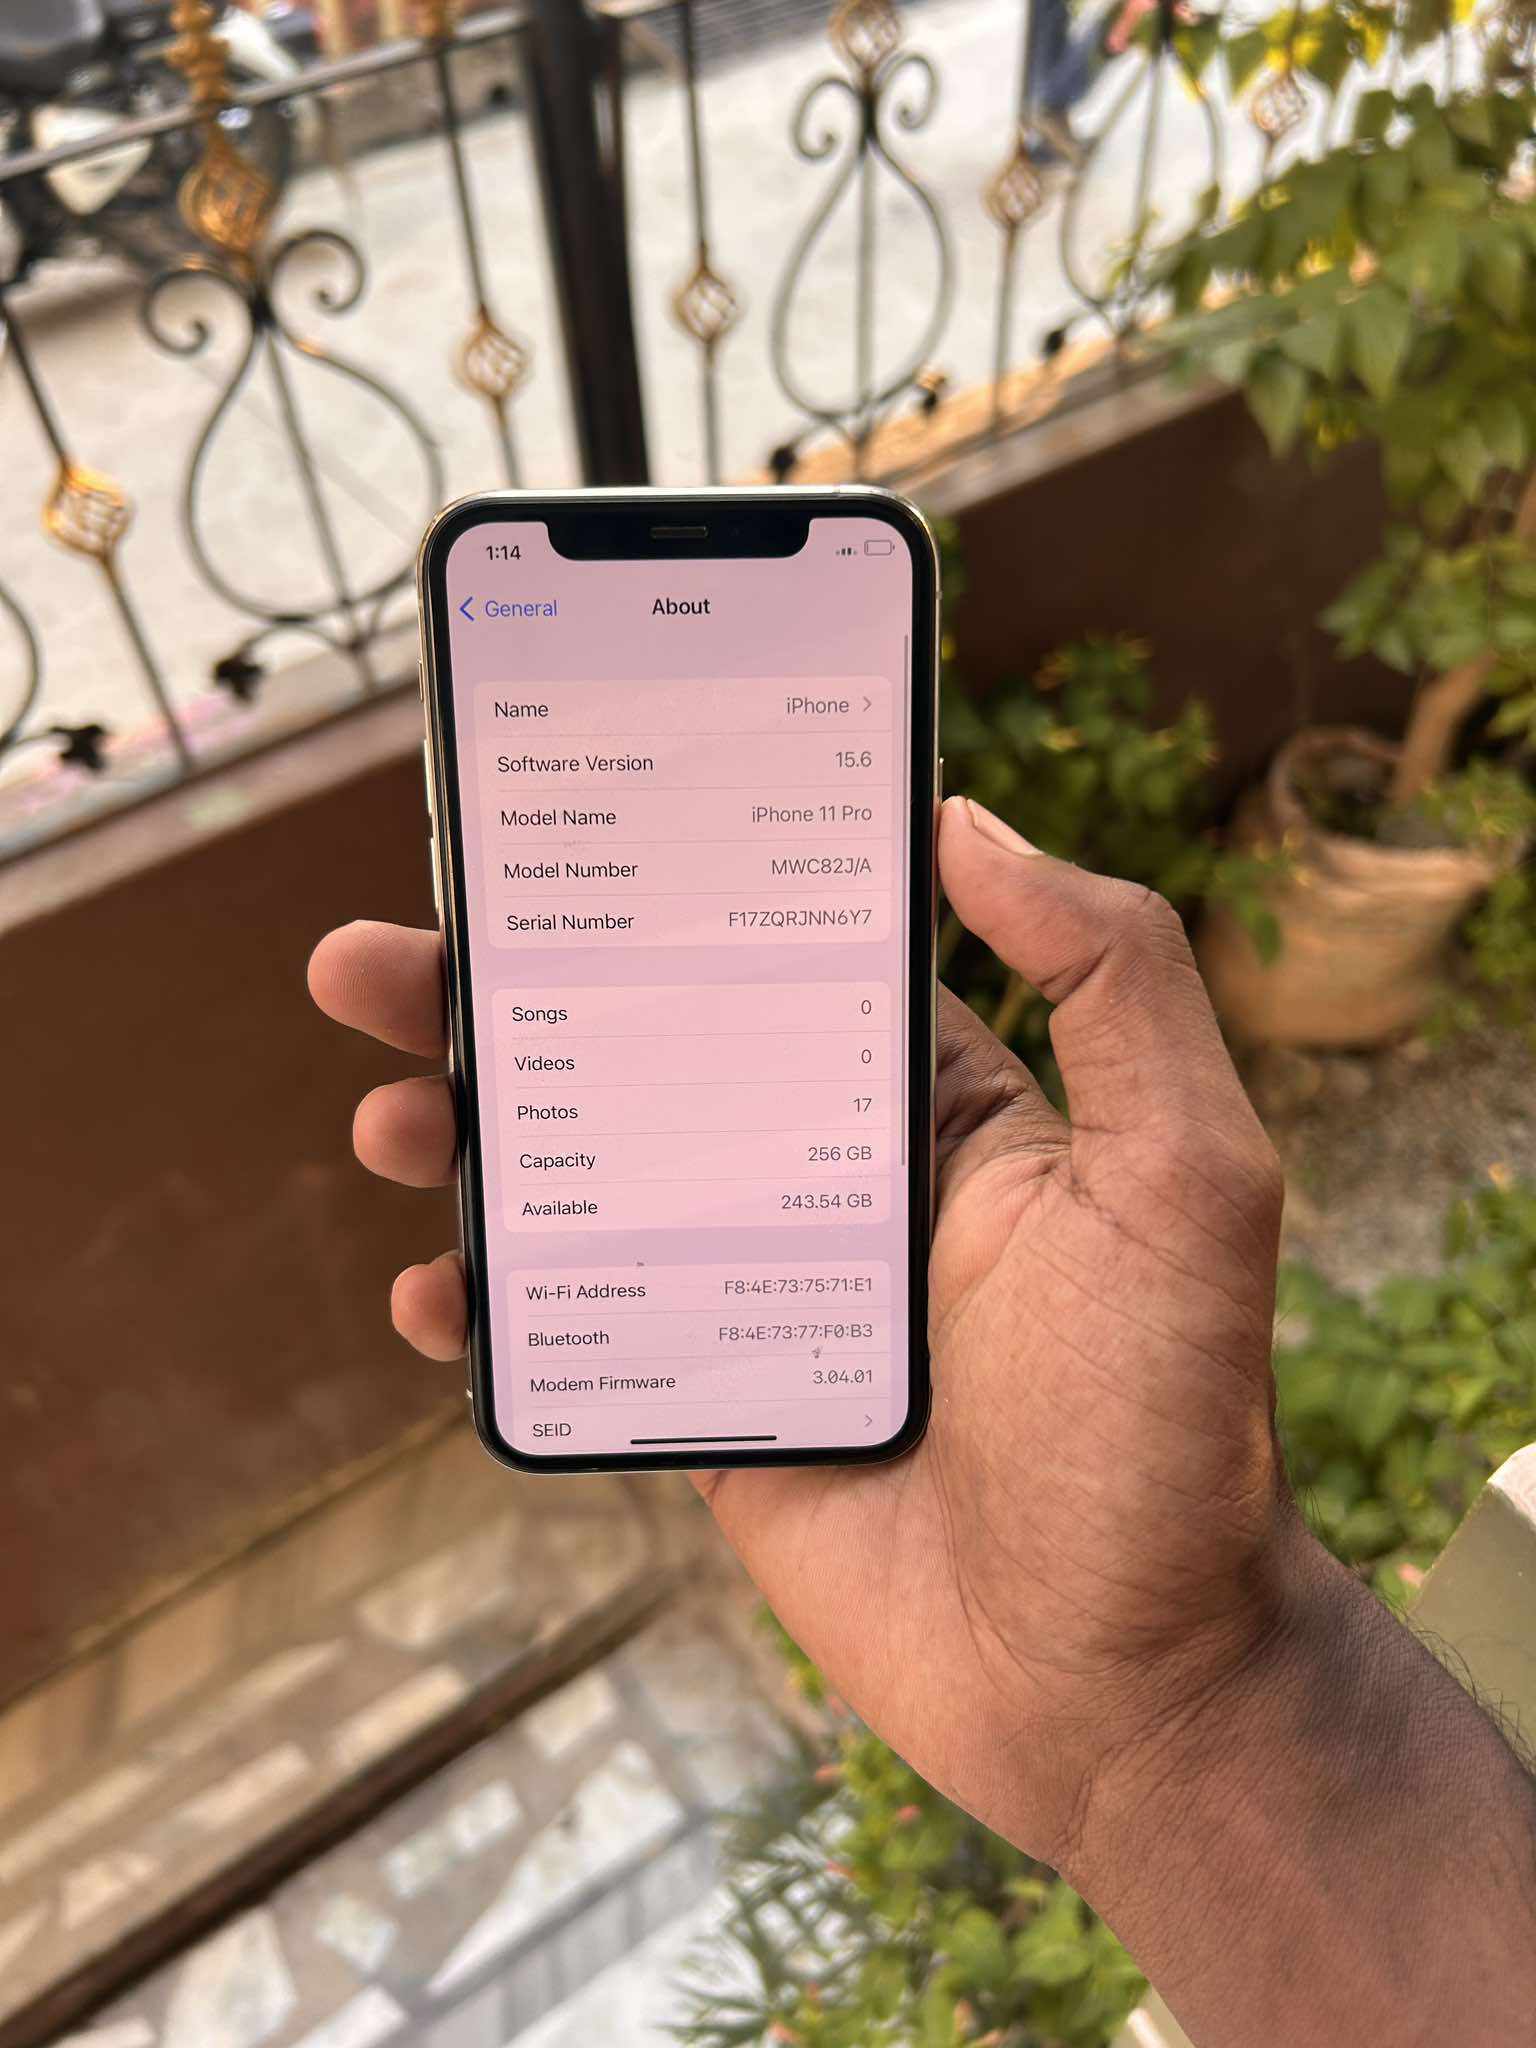 1:14
General
About
Name iPhone
Software Version 15.6
Model Name iPhone 11 Pro
Model Number MWC82J/A
Serial Number F17ZQRJNN6Y7
Songs 0
Videos 0
Photos 17
Capacity 256 GB
Available 243.54 GB
Wi-Fi Address F8:4E:73:75:71:E1
Bluetooth F8:4E:73:77:F0:B3
Modem Firmware 3.04.01
SEID